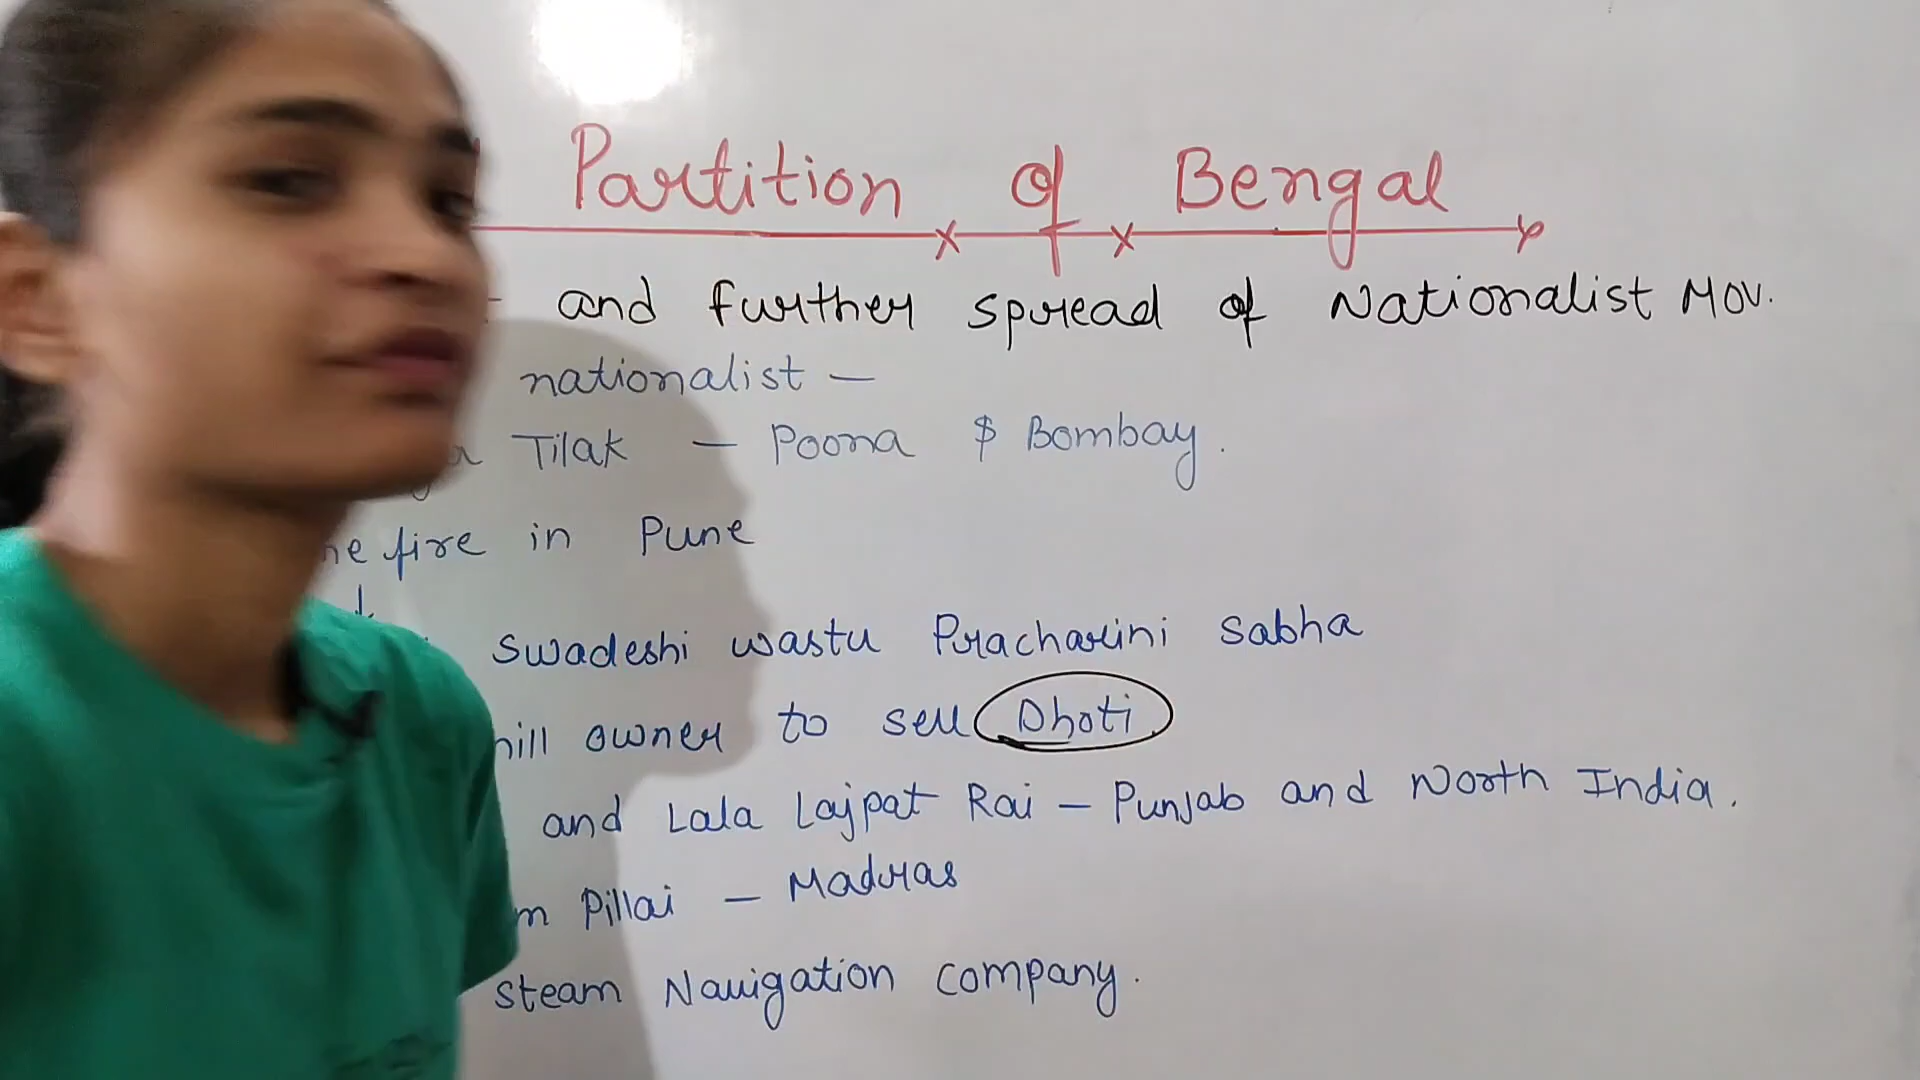 Partition of Bengal
and further spread of Nationalist Mov.
nationalist —
Tilak — Poona $ Bombay.
fire in Pune
Swadeshi wastu Pracharini sabha
owner to sell Dhoti
and Lala Lajpat Rai — Punjab and North India.
Pillai — Madras
steam Navigation company.